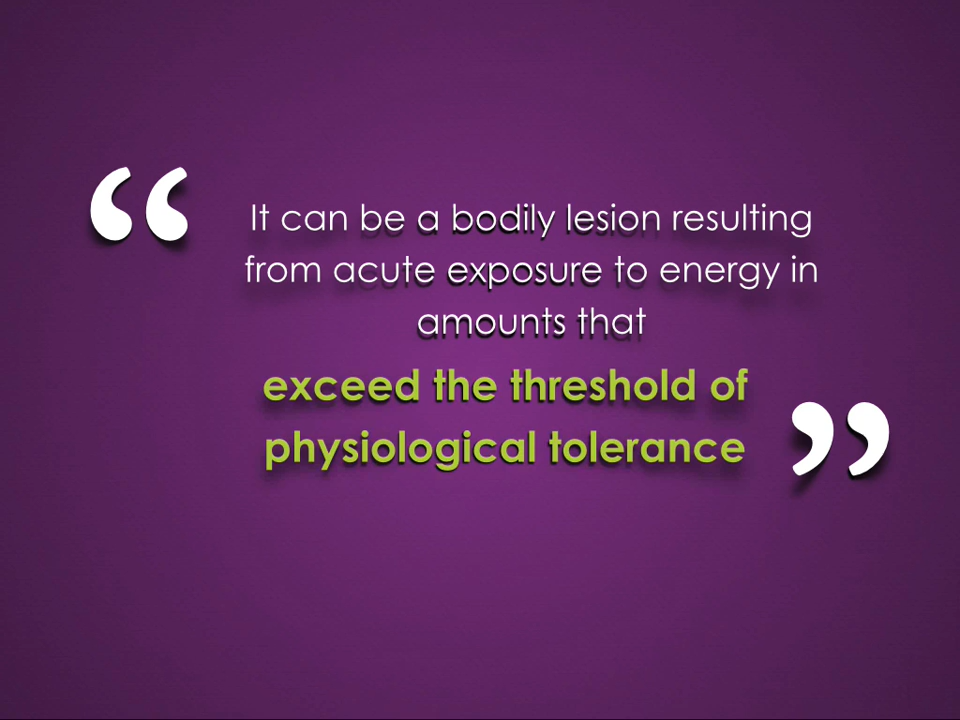 “ It can be a bodily lesion resulting
from acute exposure to energy in
amounts that
exceed the threshold of
physiological tolerance ”